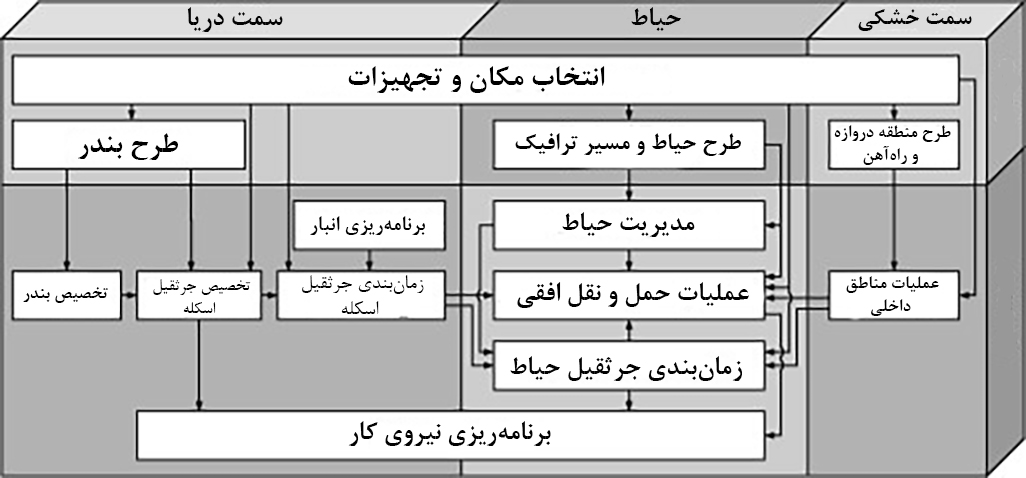 سمت خشکی
حیاط
سمت دریا
انتخاب مکان و تجهیزات
طرح منطقه دروازه
و راه‌آهن
طرح حیاط و مسیر ترافیک
طرح بندر
مدیریت حیاط
برنامه‌ریزی انبار
عملیات مناطق
داخلی
عملیات حمل و نقل افقی
زمان‌بندی جرثقیل
اسکله
تخصیص جرثقیل
اسکله
تخصیص بندر
زمان‌بندی جرثقیل حیاط
برنامه‌ریزی نیروی کار